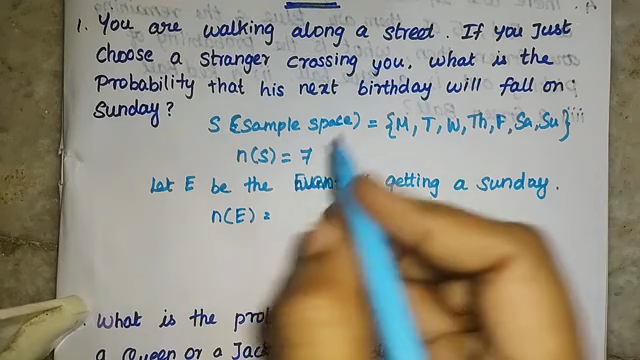 1. You are walking along a street. If you Just
choose a stranger crossing you, what is the
Probability that his next birthday will fall on
Sunday?
S (Sample space) = {M, T, W, Th, F, Sa, Su}
n(S) = 7
Let E be the Event getting a Sunday.
n(E) =
What is the
a Queen or a Jack